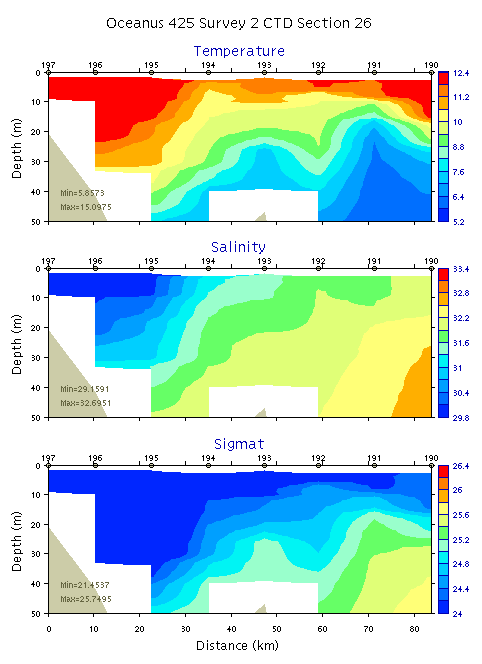 Oceanus 425 Survey 2 CTD Section 26
Temperature
197 196 195 194 193 192 191 190
0
10
20
30
40
50
Depth (m)
Min=5.8573
Max=15.0975
12.4
11.2
10
8.8
7.6
6.4
5.2
Salinity
197 196 195 194 193 192 191 190
0
10
20
30
40
50
Depth (m)
Min=29.1591
Max=32.6951
33.4
32.8
32.2
31.6
31
30.4
29.8
Sigmat
197 196 195 194 193 192 191 190
0
10
20
30
40
50
Depth (m)
Min=21.4537
Max=25.7495
26.4
26
25.6
25.2
24.8
24.4
24
0 10 20 30 40 50 60 70 80
Distance (km)